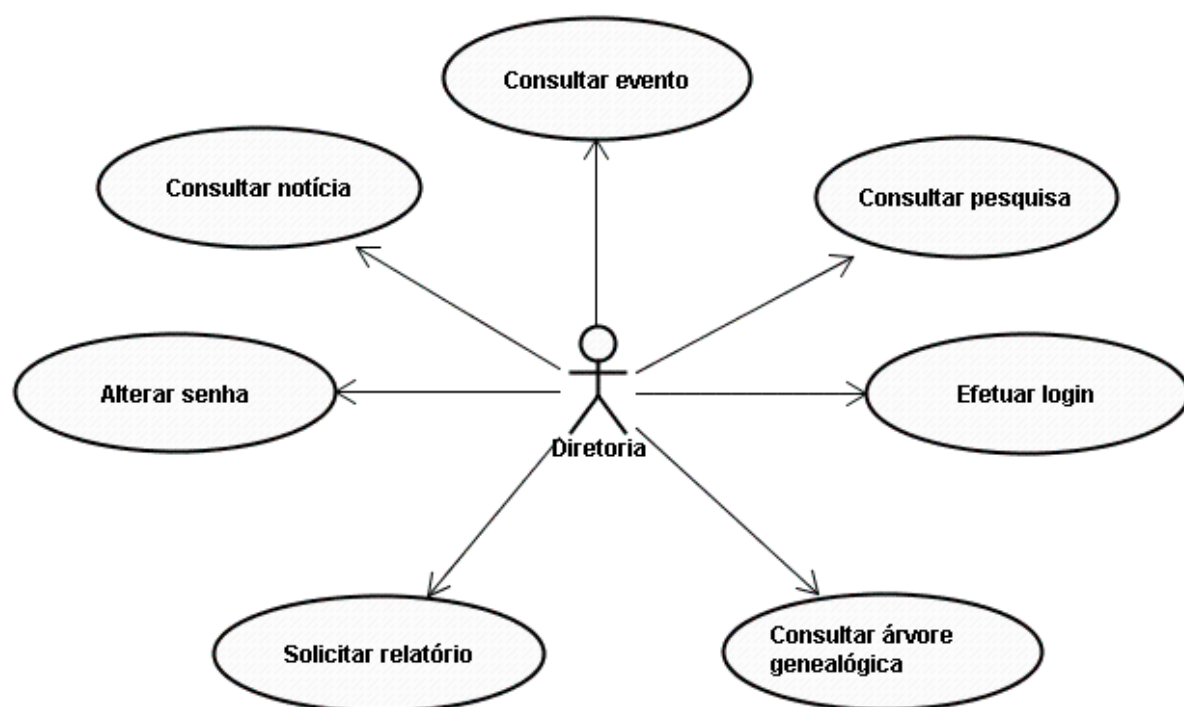 Consultar evento
Consultar notícia
Consultar pesquisa
Alterar senha
Efetuar login
Diretoria
Solicitar relatório
Consultar árvore
genealógica